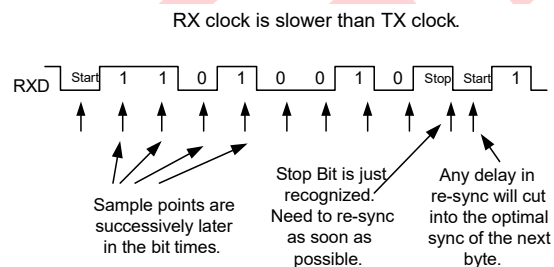 RX clock is slower than TX clock.
RXD Start 1 1 0 1 0 0 1 0 Stop Start 1
Sample points are
successively later
in the bit times.
Stop Bit is just
recognized.
Need to re-sync
as soon as
possible.
Any delay in
re-sync will cut
into the optimal
sync of the next
byte.